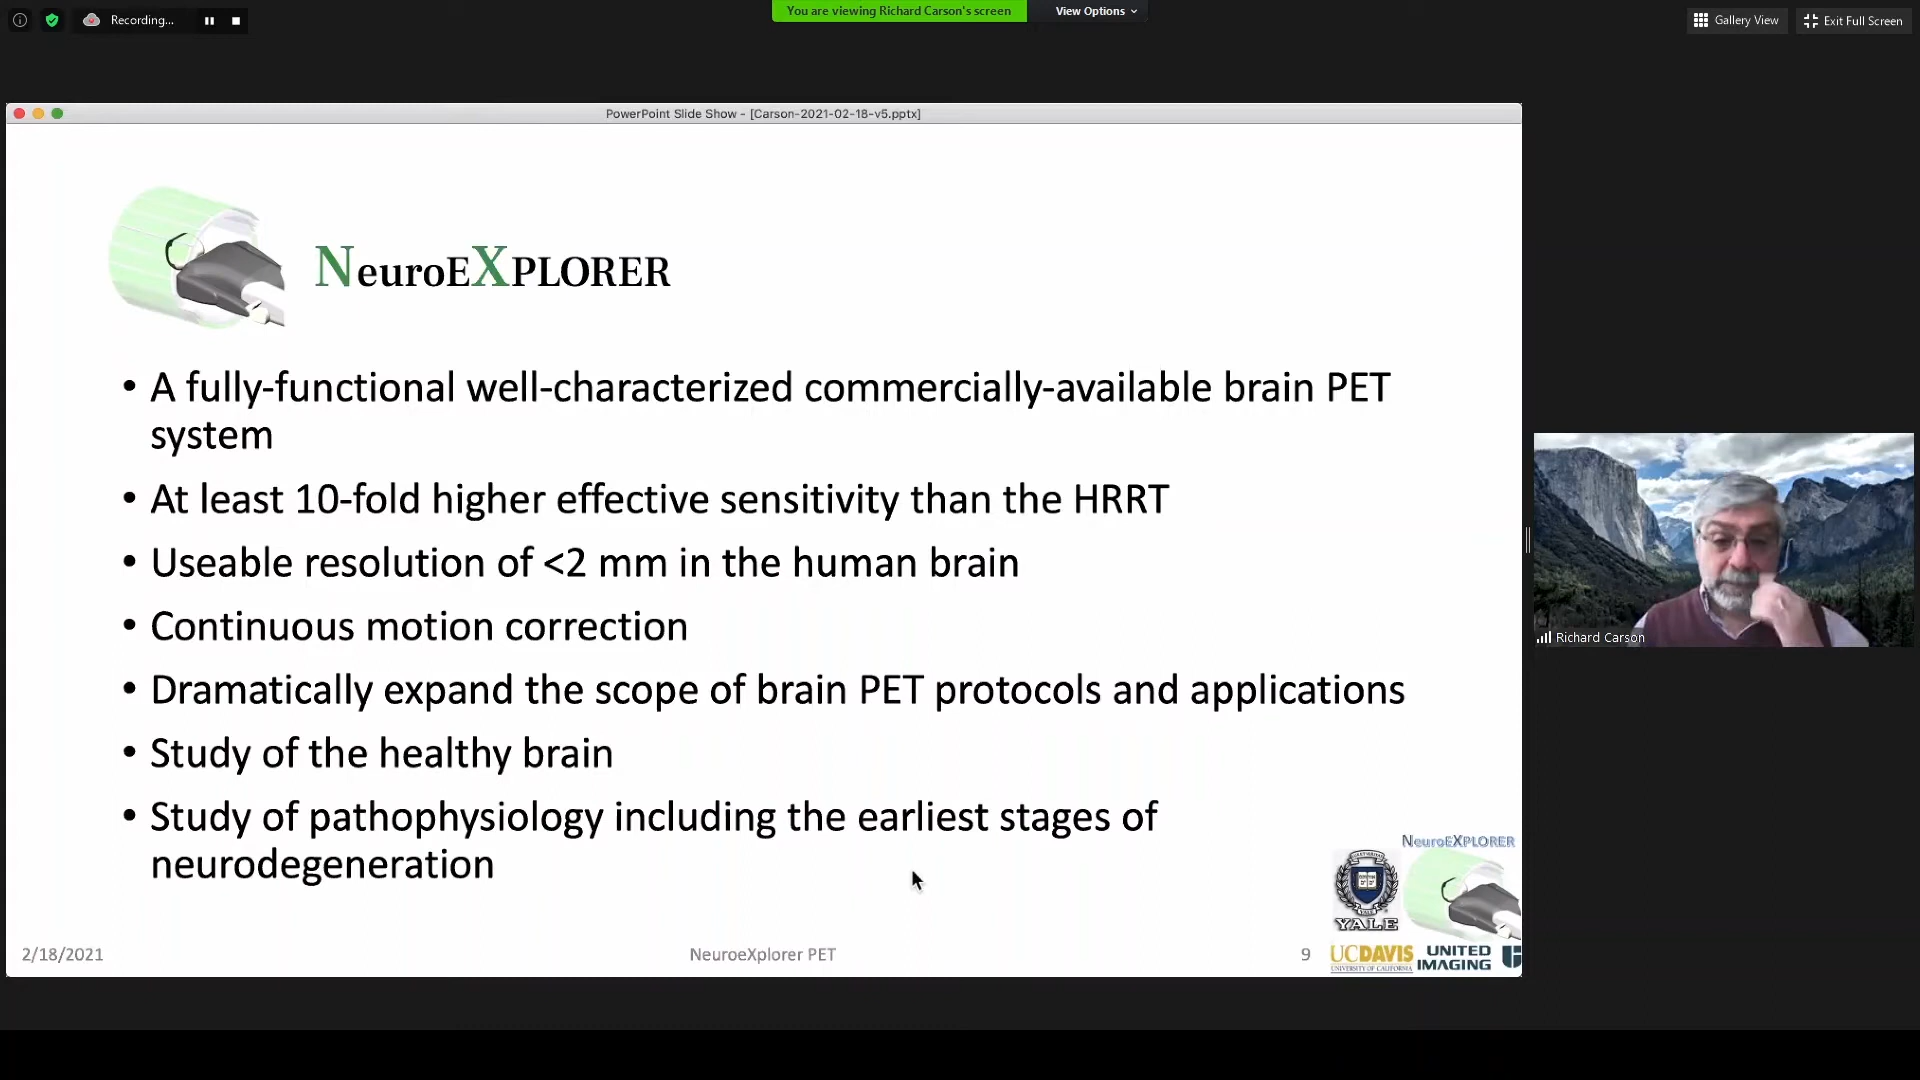 Recording...
You are viewing Richard Carson's screen
View Options
Gallery View
Exit Full Screen
PowerPoint Slide Show - [Carson-2021-02-18-v5.pptx]
NeuroEXPLORER
• A fully-functional well-characterized commercially-available brain PET
system
• At least 10-fold higher effective sensitivity than the HRRT
• Useable resolution of <2 mm in the human brain
• Continuous motion correction
• Dramatically expand the scope of brain PET protocols and applications
• Study of the healthy brain
• Study of pathophysiology including the earliest stages of
neurodegeneration
Richard Carson
NeuroEXPLORER
YALE
2/18/2021
NeuroeXplorer PET
9
UCDAVIS
UNIVERSITY OF CALIFORNIA
UNITED
IMAGING